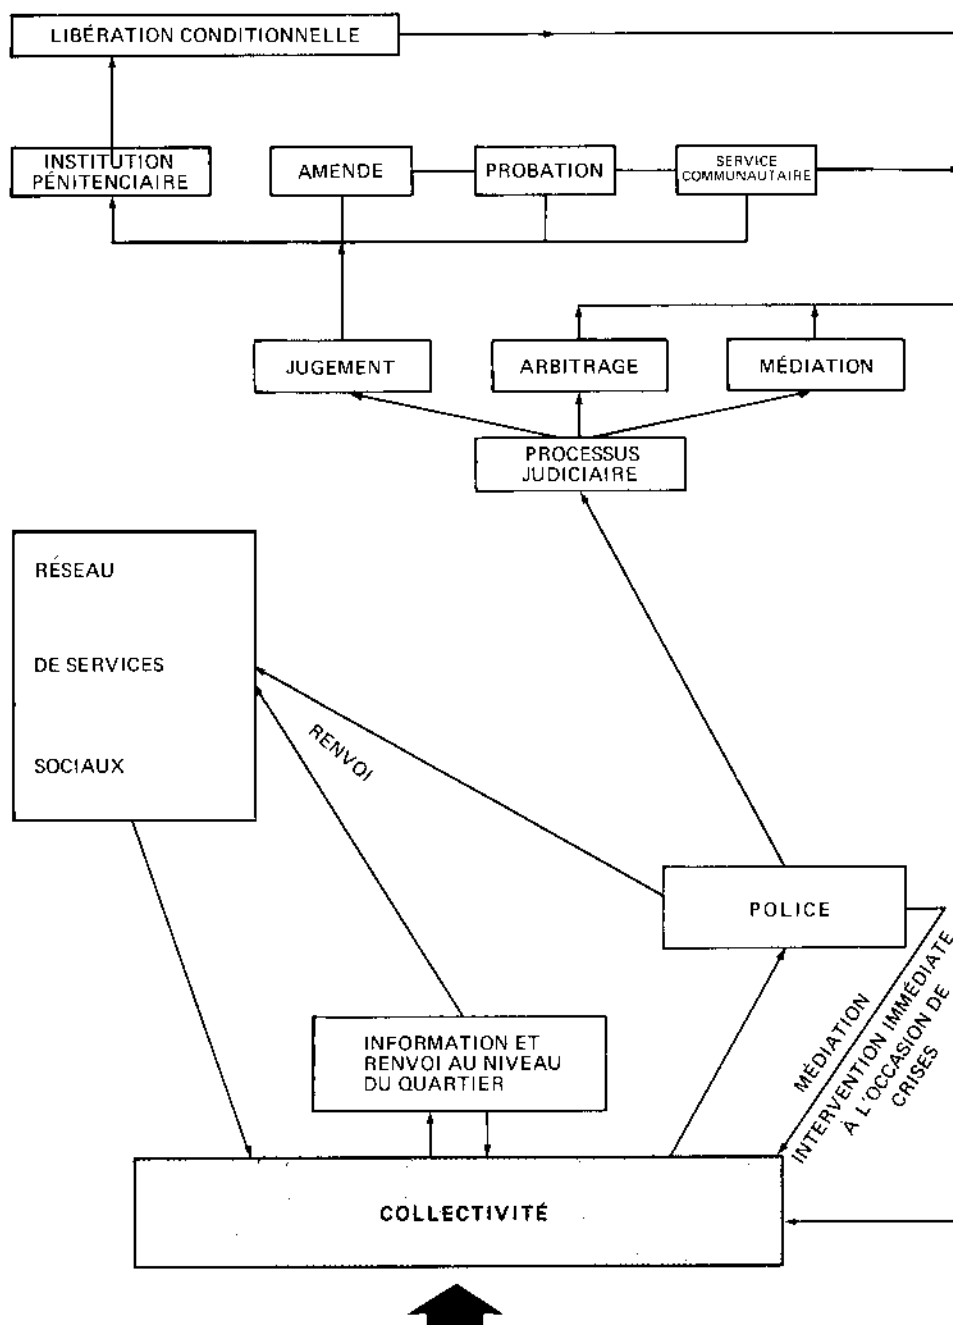 LIBÉRATION CONDITIONNELLE
INSTITUTION
PÉNITENCIAIRE
AMENDE
PROBATION
SERVICE
COMMUNAUTAIRE
JUGEMENT
ARBITRAGE
MÉDIATION
PROCESSUS
JUDICIAIRE
RÉSEAU
DE SERVICES
SOCIAUX
RENVOI
POLICE
MÉDIATION
INTERVENTION IMMÉDIATE
À L'OCCASION DE
CRISES
INFORMATION ET
RENVOI AU NIVEAU
DU QUARTIER
COLLECTIVITÉ